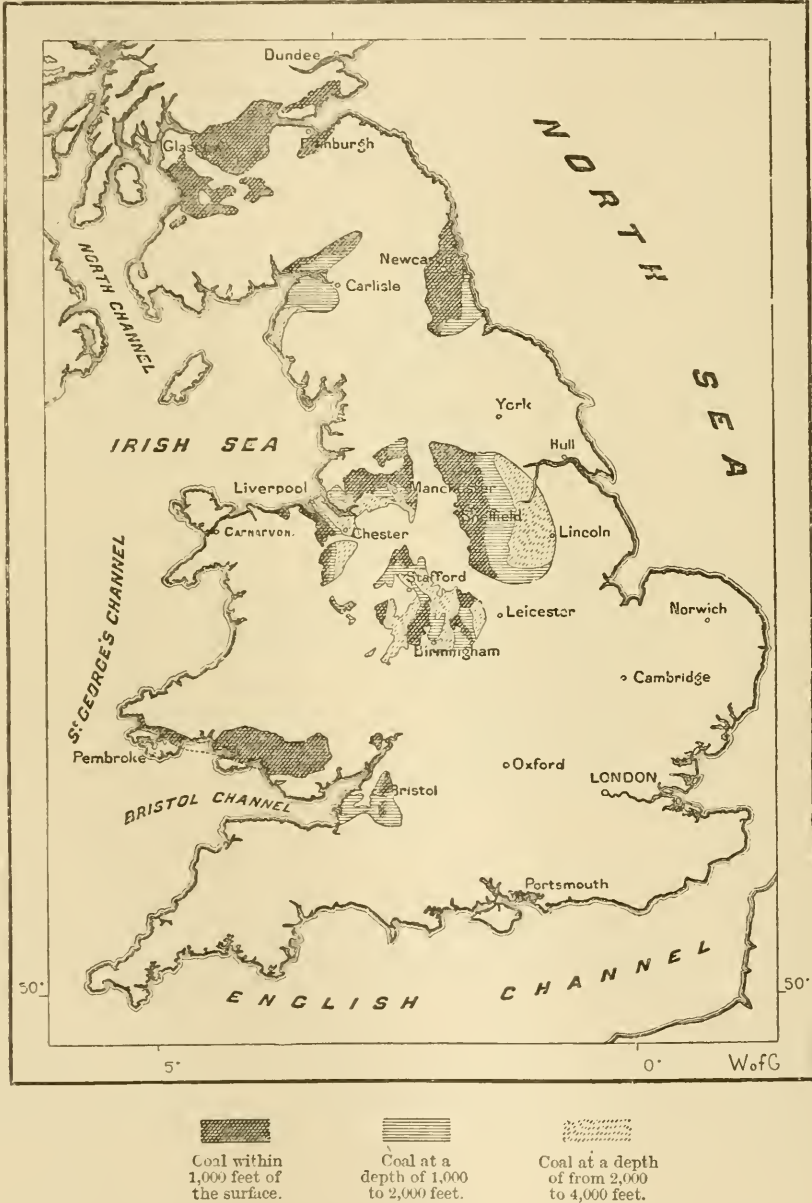 Dundee
Glasgow
Edinburgh
NORTH SEA
NORTH CHANNEL
Newcastle
Carlisle
York
Hull
IRISH SEA
Liverpool
Manchester
Sheffield
CARNARVON.
Chester
Lincoln
Stafford
Leicester
Norwich
Birmingham
Cambridge
ST GEORGE'S CHANNEL
Pembroke
Oxford
LONDON
Bristol
BRISTOL CHANNEL
Portsmouth
ENGLISH CHANNEL
50°
50°
5°
0°
W of G
Coal within
1,000 feet of
the surface.
Coal at a
depth of 1,000
to 2,000 feet.
Coal at a depth
of from 2,000
to 4,000 feet.